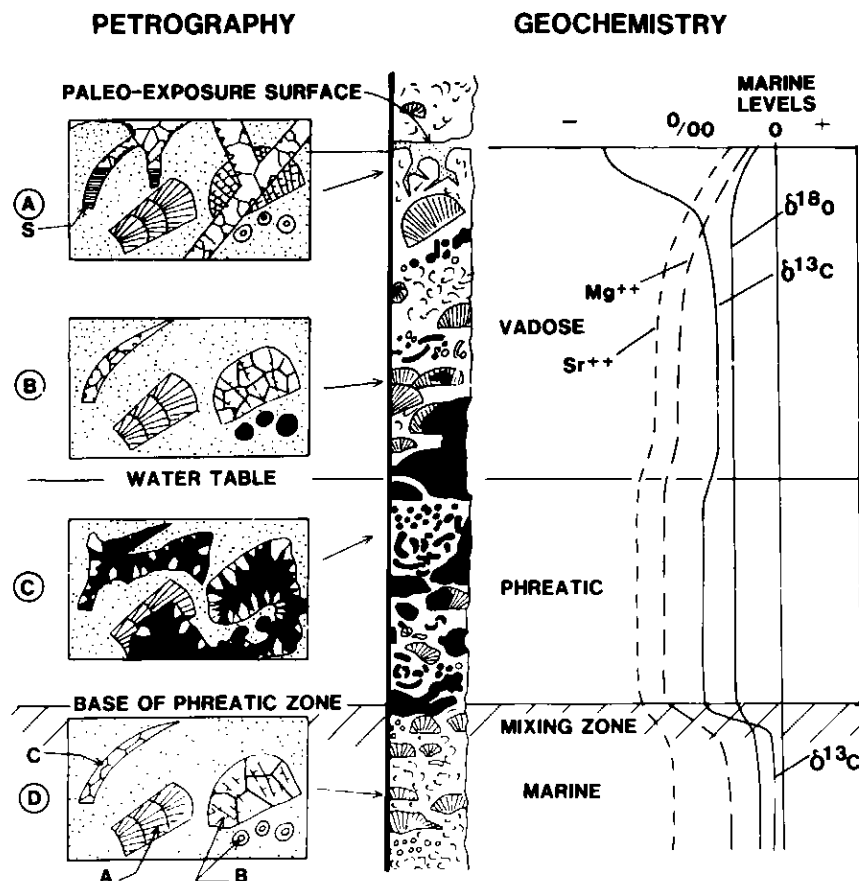 PETROGRAPHY
GEOCHEMISTRY
PALEO-EXPOSURE SURFACE
MARINE
LEVELS
- 0/00 0 +
A
S
δ18O
δ13C
Mg++
VADOSE
Sr++
B
WATER TABLE
C
PHREATIC
BASE OF PHREATIC ZONE
MIXING ZONE
C
δ13C
D
MARINE
A
B